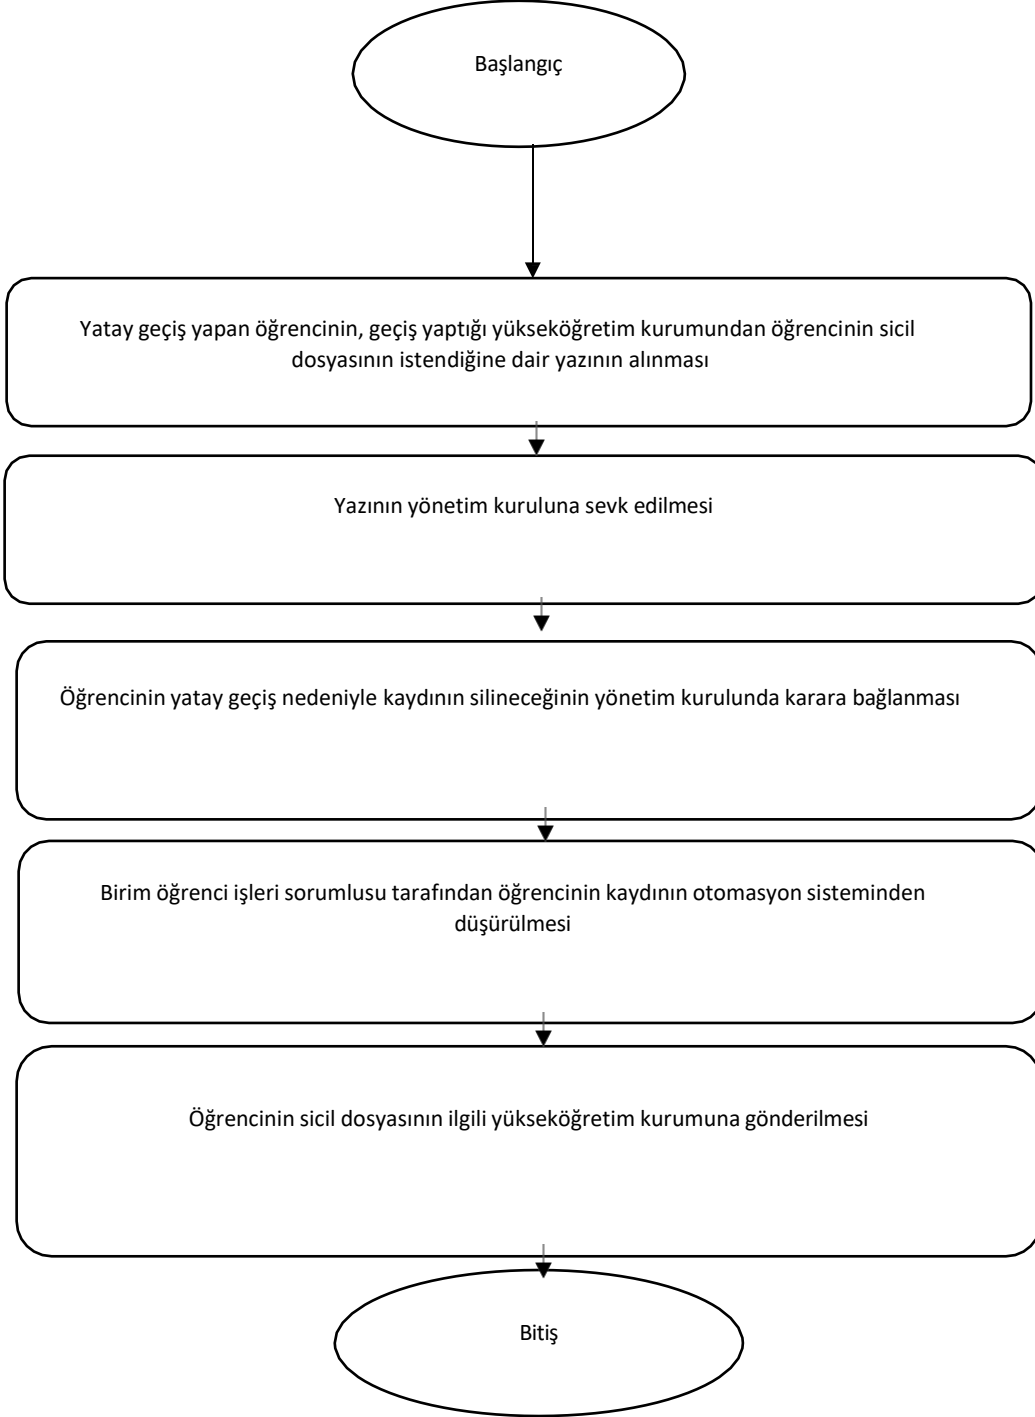 Başlangıç
Yatay geçiş yapan öğrencinin, geçiş yaptığı yükseköğretim kurumundan öğrencinin sicil
dosyasının istendiğine dair yazının alınması
Yazının yönetim kuruluna sevk edilmesi
Öğrencinin yatay geçiş nedeniyle kaydının silineceğinin yönetim kurulunda karara bağlanması
Birim öğrenci işleri sorumlusu tarafından öğrencinin kaydının otomasyon sisteminden
düşürülmesi
Öğrencinin sicil dosyasının ilgili yükseköğretim kurumuna gönderilmesi
Bitiş